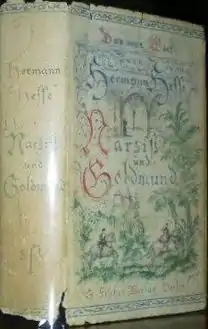 Hermann
Hesse
Narziß
und
Goldmund
Hermann Hesse
Narziß
und
Goldmund
S. Fischer Verlag Berlin